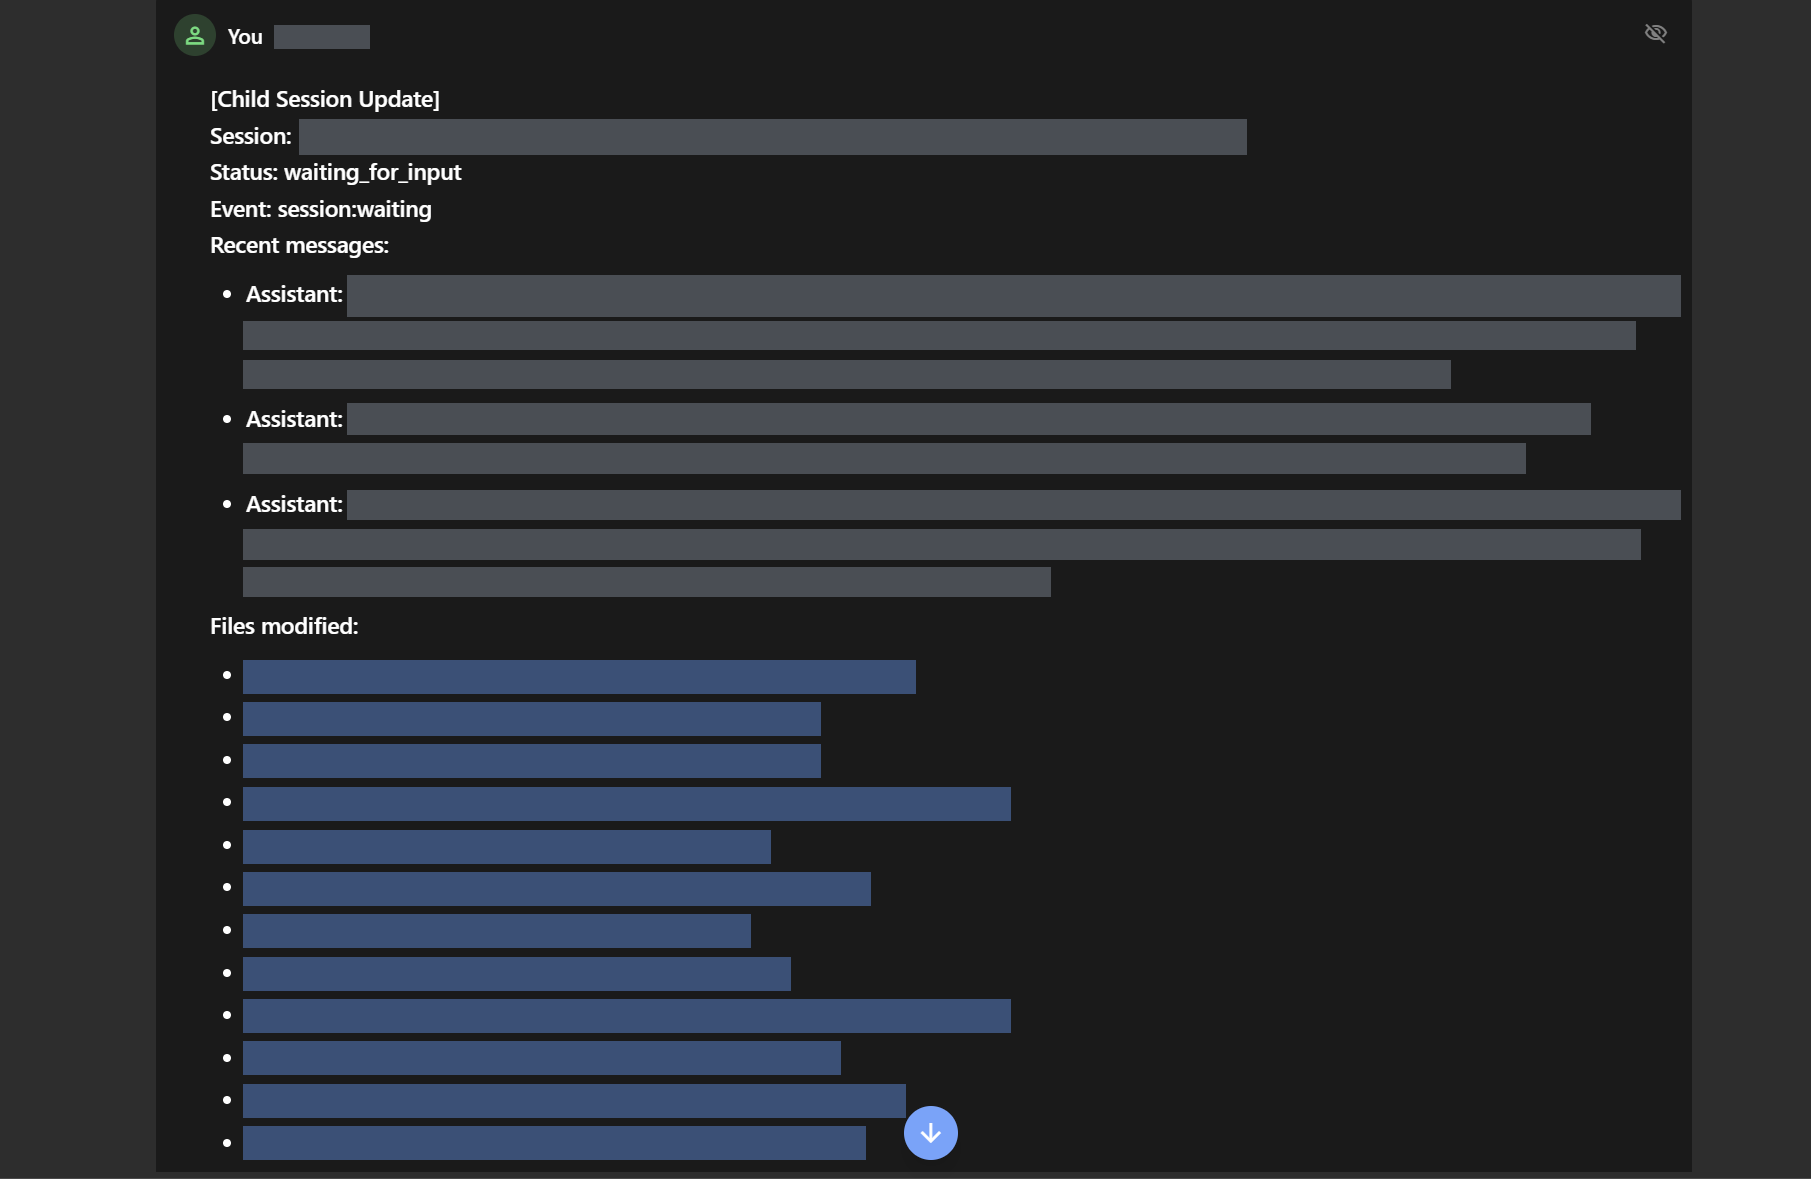 You
[Child Session Update]
Session:
Status: waiting_for_input
Event: session:waiting
Recent messages:
Assistant:
Assistant:
Assistant:
Files modified: